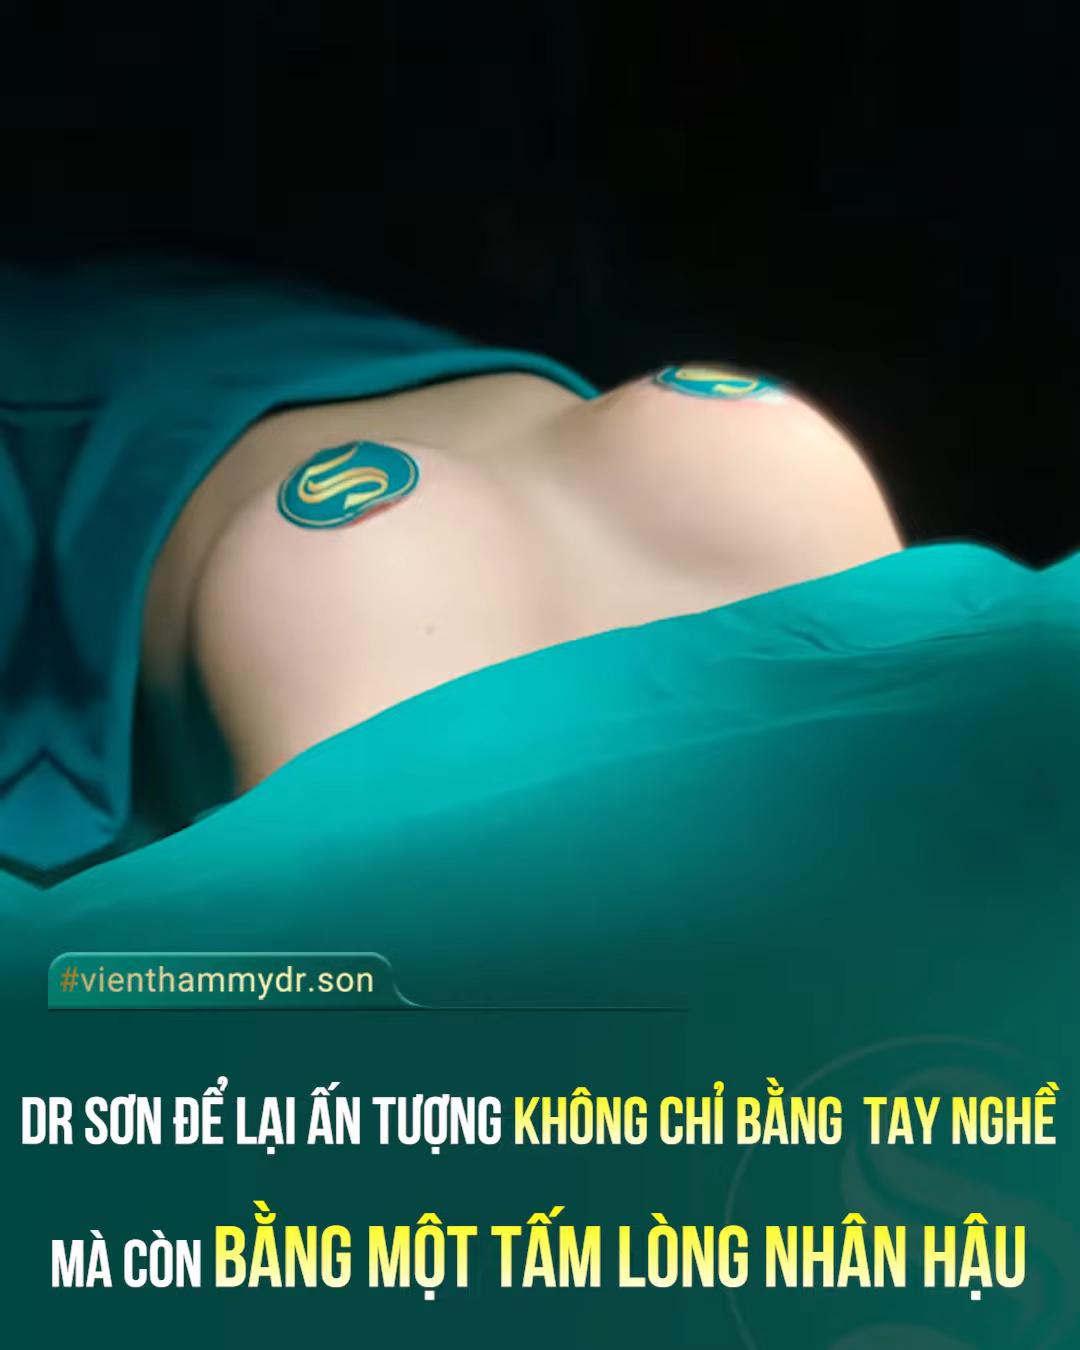 #vienthammydr.son
DR SƠN ĐỂ LẠI ẤN TƯỢNG KHÔNG CHỈ BẰNG TAY NGHỀ
MÀ CÒN BẰNG MỘT TẤM LÒNG NHÂN HẬU